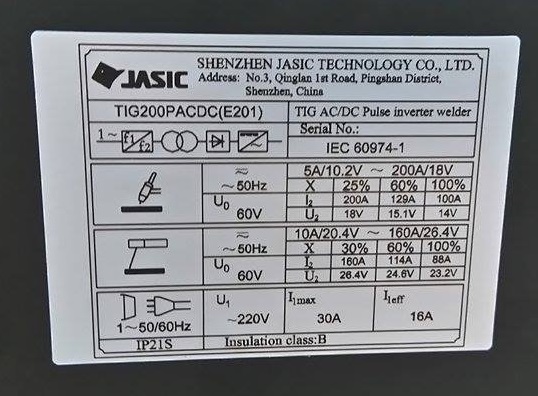 JASIC
SHENZHEN JASIC TECHNOLOGY CO., LTD.
Address: No.3, Qinglan 1st Road, Pingshan District,
Shenzhen, China
TIG200PACDC(E201)
TIG AC/DC Pulse inverter welder
Serial No.:
1~ f1 f2
IEC 60974-1
5A/10.2V ~ 200A/18V
~50Hz X 25% 60% 100%
U0 60V I2 200A 129A 100A
U2 18V 15.1V 14V
10A/20.4V ~ 160A/26.4V
~50Hz X 30% 60% 100%
U0 60V I2 160A 114A 88A
U2 26.4V 24.6V 23.2V
1~50/60Hz
U1 ~220V
I1max 30A
I1eff 16A
IP21S
Insulation class:B